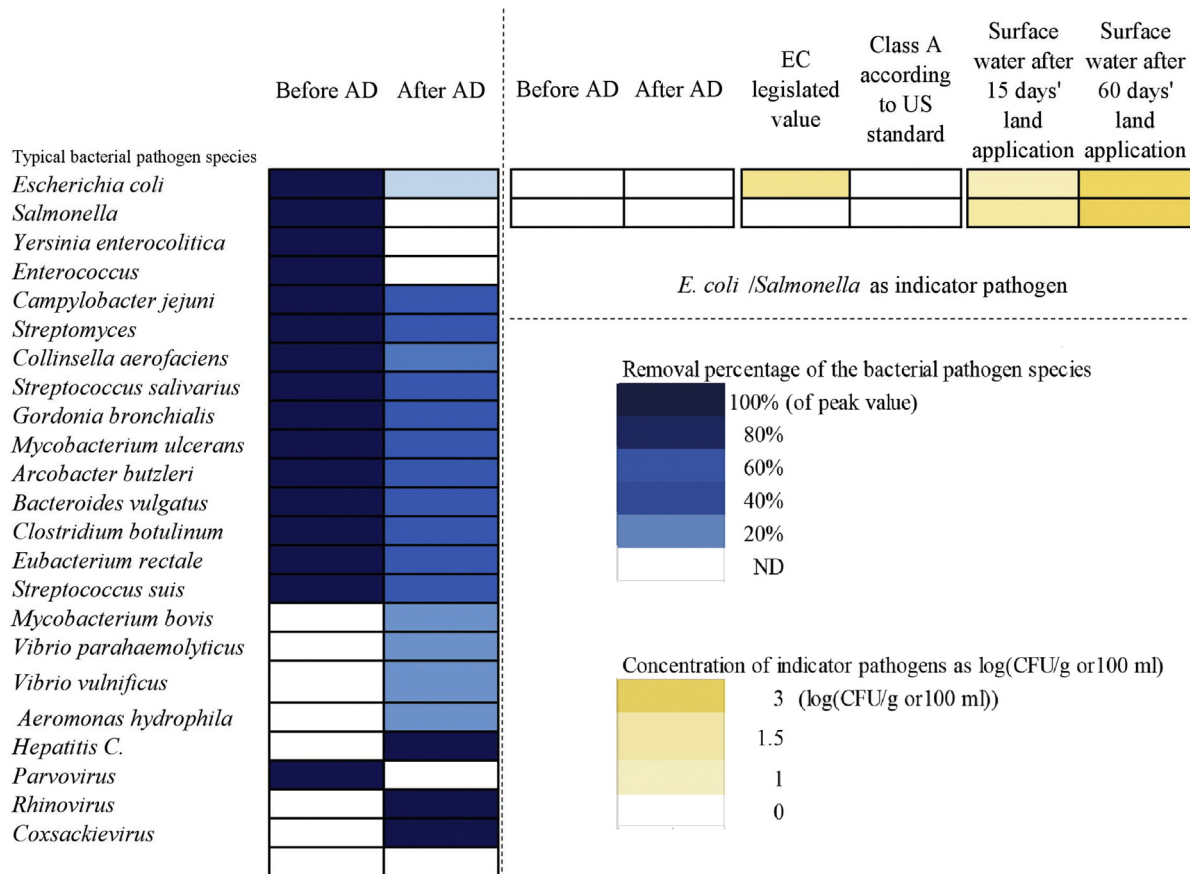 Before AD
After AD
Before AD
After AD
EC
legislated
value
Class A
according
to US
standard
Surface
water after
15 days'
land
application
Surface
water after
60 days'
land
application
Typical bacterial pathogen species
Escherichia coli
Salmonella
Yersinia enterocolitica
Enterococcus
Campylobacter jejuni
Streptomyces
Collinsella aerofaciens
Streptococcus salivarius
Gordonia bronchialis
Mycobacterium ulcerans
Arcobacter butzleri
Bacteroides vulgatus
Clostridium botulinum
Eubacterium rectale
Streptococcus suis
Mycobacterium bovis
Vibrio parahaemolyticus
Vibrio vulnificus
Aeromonas hydrophila
Hepatitis C.
Parvovirus
Rhinovirus
Coxsackievirus
E. coli /Salmonella as indicator pathogen
Removal percentage of the bacterial pathogen species
100% (of peak value)
80%
60%
40%
20%
ND
Concentration of indicator pathogens as log(CFU/g or100 ml)
3 (log(CFU/g or100 ml))
1.5
1
0